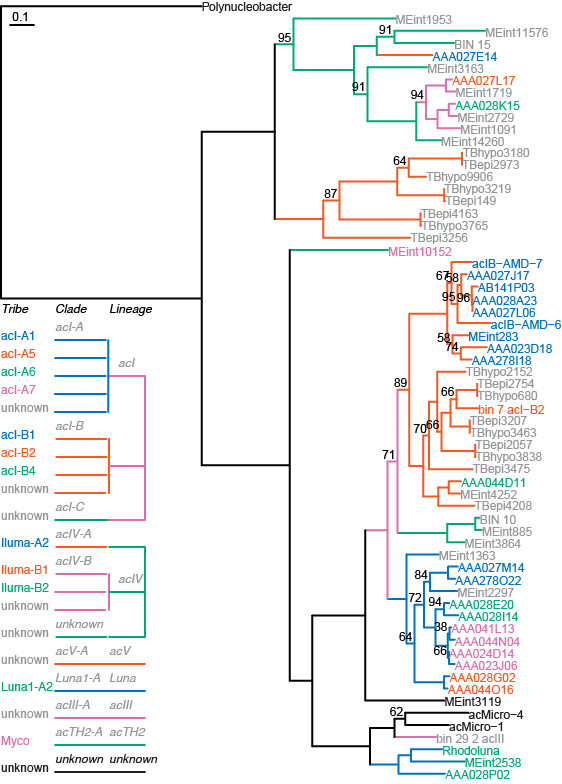 Polynucleobacter
0.1
MEint1953
95
91
MEint11576
BIN 15
AAA027E14
MEint3163
91
AAA027L17
94
MEint1719
AAA028K15
MEint2729
MEint1091
MEint14260
TBhypo3180
64
TBepi2973
TBhypo9906
87
TBhypo3219
TBepi149
TBepi4163
TBhypo3765
TBepi3256
MEint10152
acIB-AMD-7
67
58
AAA027J17
AB141P03
95
96
AAA028A23
AAA027L06
acIB-AMD-6
58
MEint283
74
AAA023D18
AAA278I18
TBhypo2152
89
TBepi2754
66
TBhypo680
bin 7 acI-B2
TBepi3207
70
66
TBhypo3463
TBepi2057
71
TBhypo3838
TBepi3475
AAA044D11
MEint4252
TBepi4208
BIN 10
MEint885
MEint3864
MEint1363
AAA027M14
84
AAA278O22
MEint2297
72
94
AAA028E20
AAA028I14
38
AAA041L13
64
AAA044N04
66
AAA024D14
AAA023J06
AAA028G02
AAA044O16
MEint3119
62
acMicro-4
acMicro-1
bin 29 2 acIII
Rhodoluna
MEint2538
AAA028P02
Tribe Clade Lineage
acI-A
acI-A1
acI-A5
acI
acI-A6
acI-A7
unknown
acI-B
acI-B1
acI-B2
acI-B4
unknown
acI-C
unknown
acIV-A
Iluma-A2
acIV-B
Iluma-B1
acIV
Iluma-B2
unknown
unknown
unknown
acV-A acV
unknown
Luna1-A Luna
Luna1-A2
acIII-A acIII
unknown
acTH2-A acTH2
Myco
unknown unknown
unknown